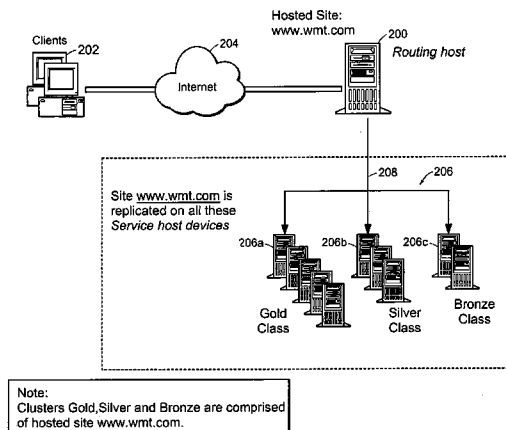 Hosted Site:
www.wmt.com
Clients
202
204
200
Routing host
Internet
208
206
Site www.wmt.com is
replicated on all these
Service host devices
206a
206b
206c
Gold
Class
Silver
Class
Bronze
Class
Note:
Clusters Gold,Silver and Bronze are comprised
of hosted site www.wmt.com.